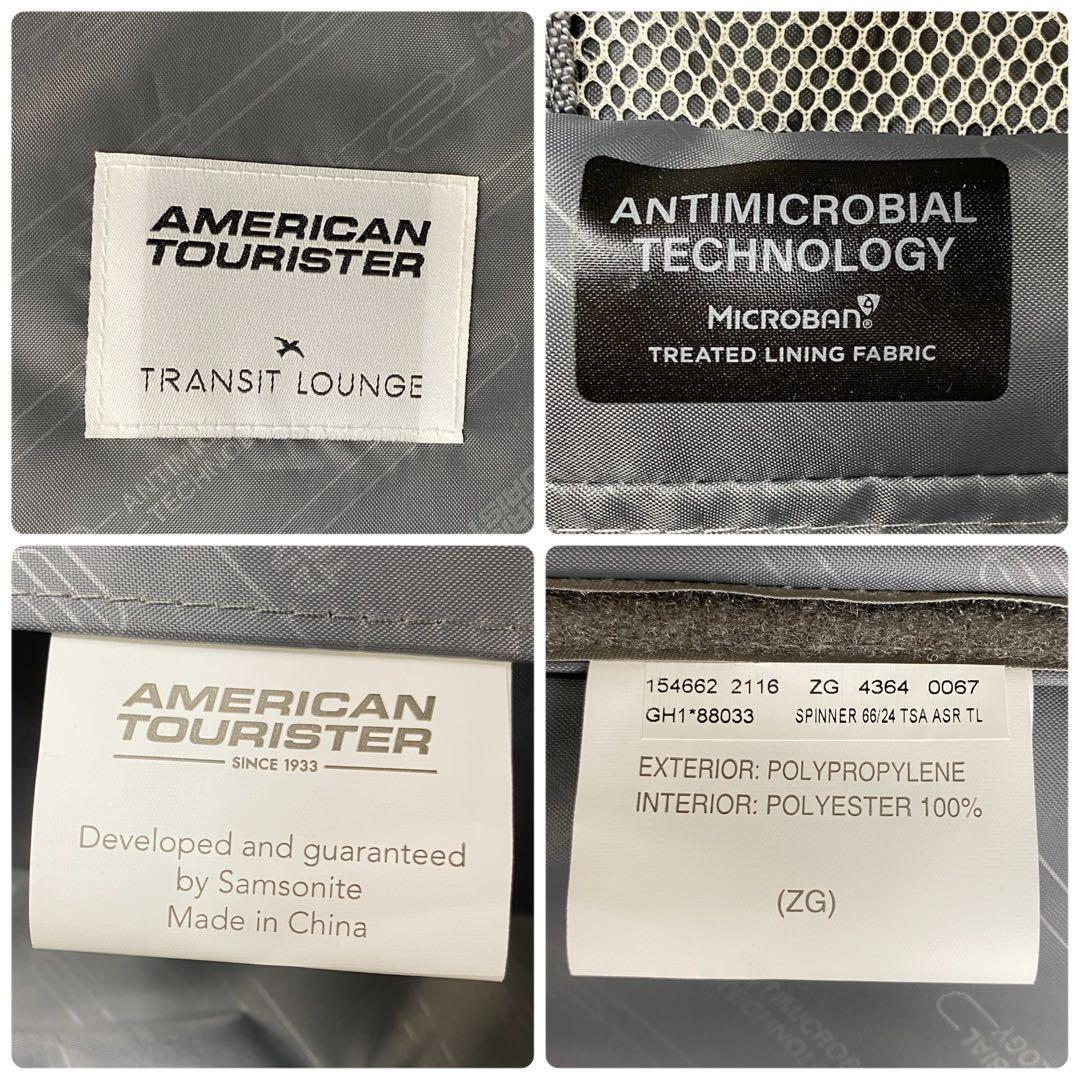 AMERICAN
TOURISTER
TRANSIT LOUNGE
ANTIMICROBIAL
TECHNOLOGY
MICROBAN®
TREATED LINING FABRIC
AMERICAN
TOURISTER
SINCE 1933
Developed and guaranteed
by Samsonite
Made in China
154662 2116 ZG 4364 0067
GH1*88033 SPINNER 66/24 TSA ASR TL
EXTERIOR: POLYPROPYLENE
INTERIOR: POLYESTER 100%
(ZG)